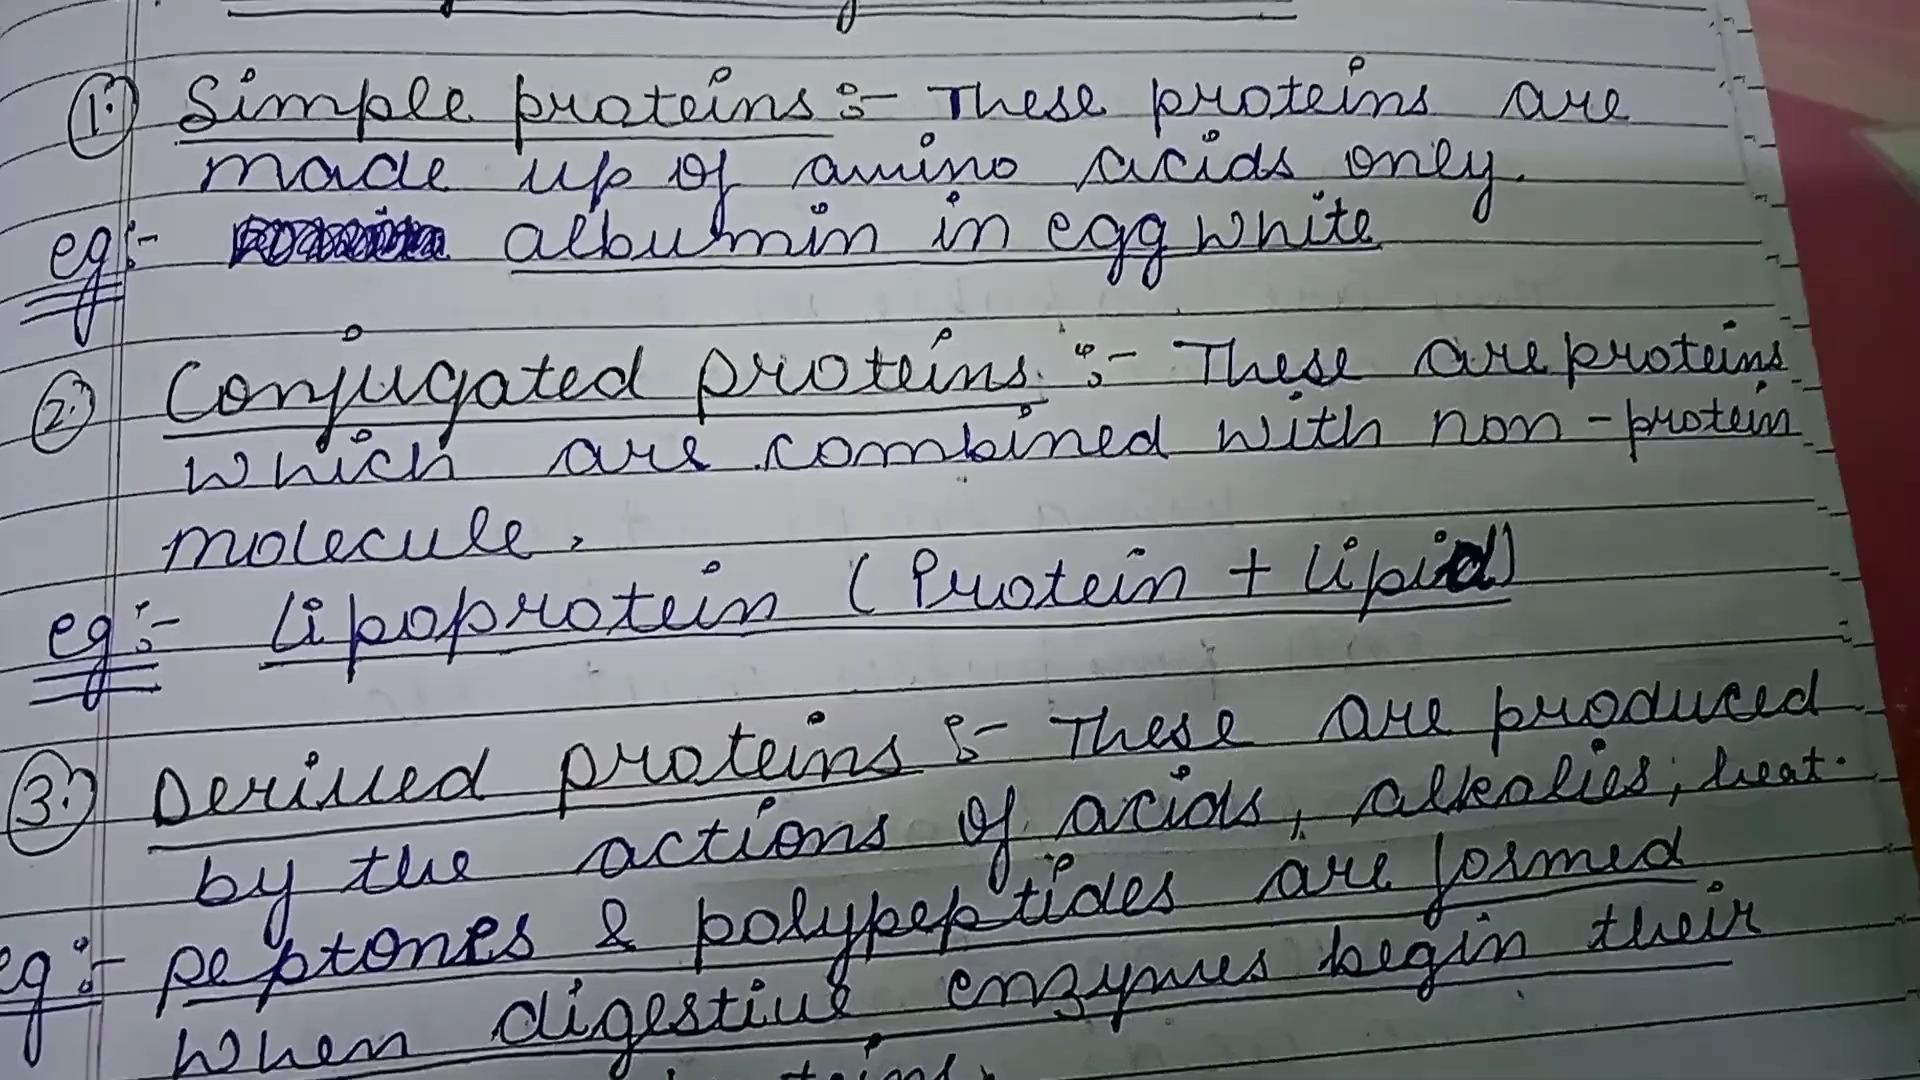 1. Simple proteins :- These proteins are
made up of amino acids only.
eg :- albumin in egg white
2. Conjugated proteins :- These are proteins
which are combined with non-protein
molecule.
eg :- Lipoprotein (Protein + Lipid)
3. Derived proteins :- These are produced
by the actions of acids, alkalies, heat.
eg :- peptones & polypeptides are formed
when digestive enzymes begin their